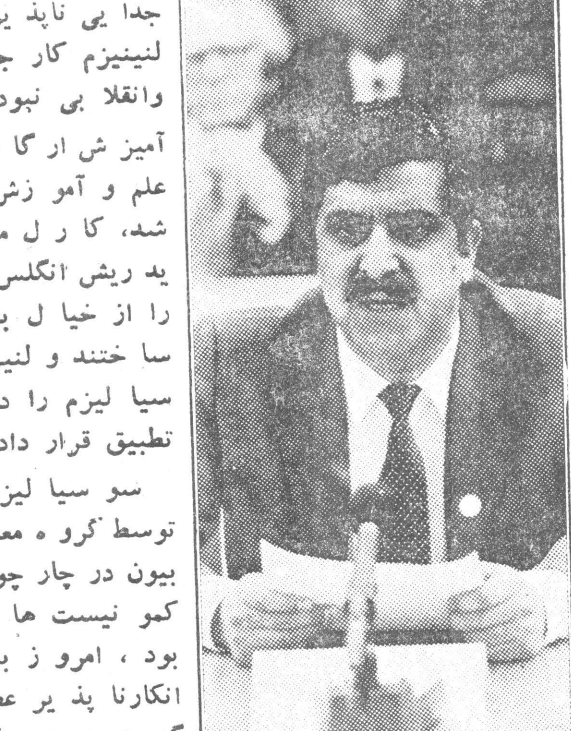 جدا یی ناپذ یر
لنینیزم کار ج
وانقلا بی نبود
آمیز ش ار گا
علم و آمو زش
شد، کا ر ل م
ید ریش انگلس
را از خیا ل ب
سا ختند و لنی
سیا لیزم را د
تطبیق قرار داد
سو سیا لیز
توسط گرو ه مع
بیون در چار چو
کمو نیست ها
بود ، امرو ز ب
انکارنا پذ یر عص